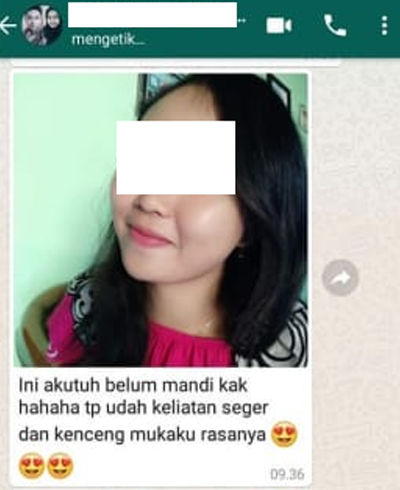 mengetik...
Ini akutuh belum mandi kak
hahaha tp udah keliatan seger
dan kenceng mukaku rasanya 😍
😍😍
09.36